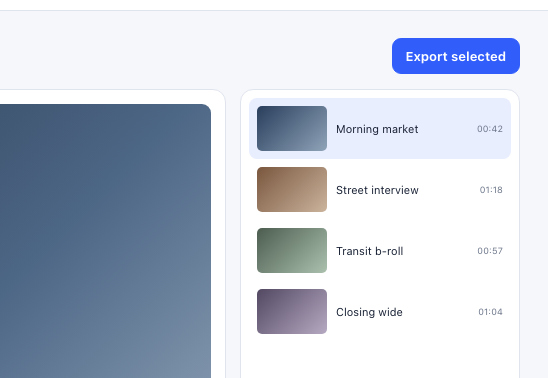 Export selected
Morning market 00:42
Street interview 01:18
Transit b-roll 00:57
Closing wide 01:04